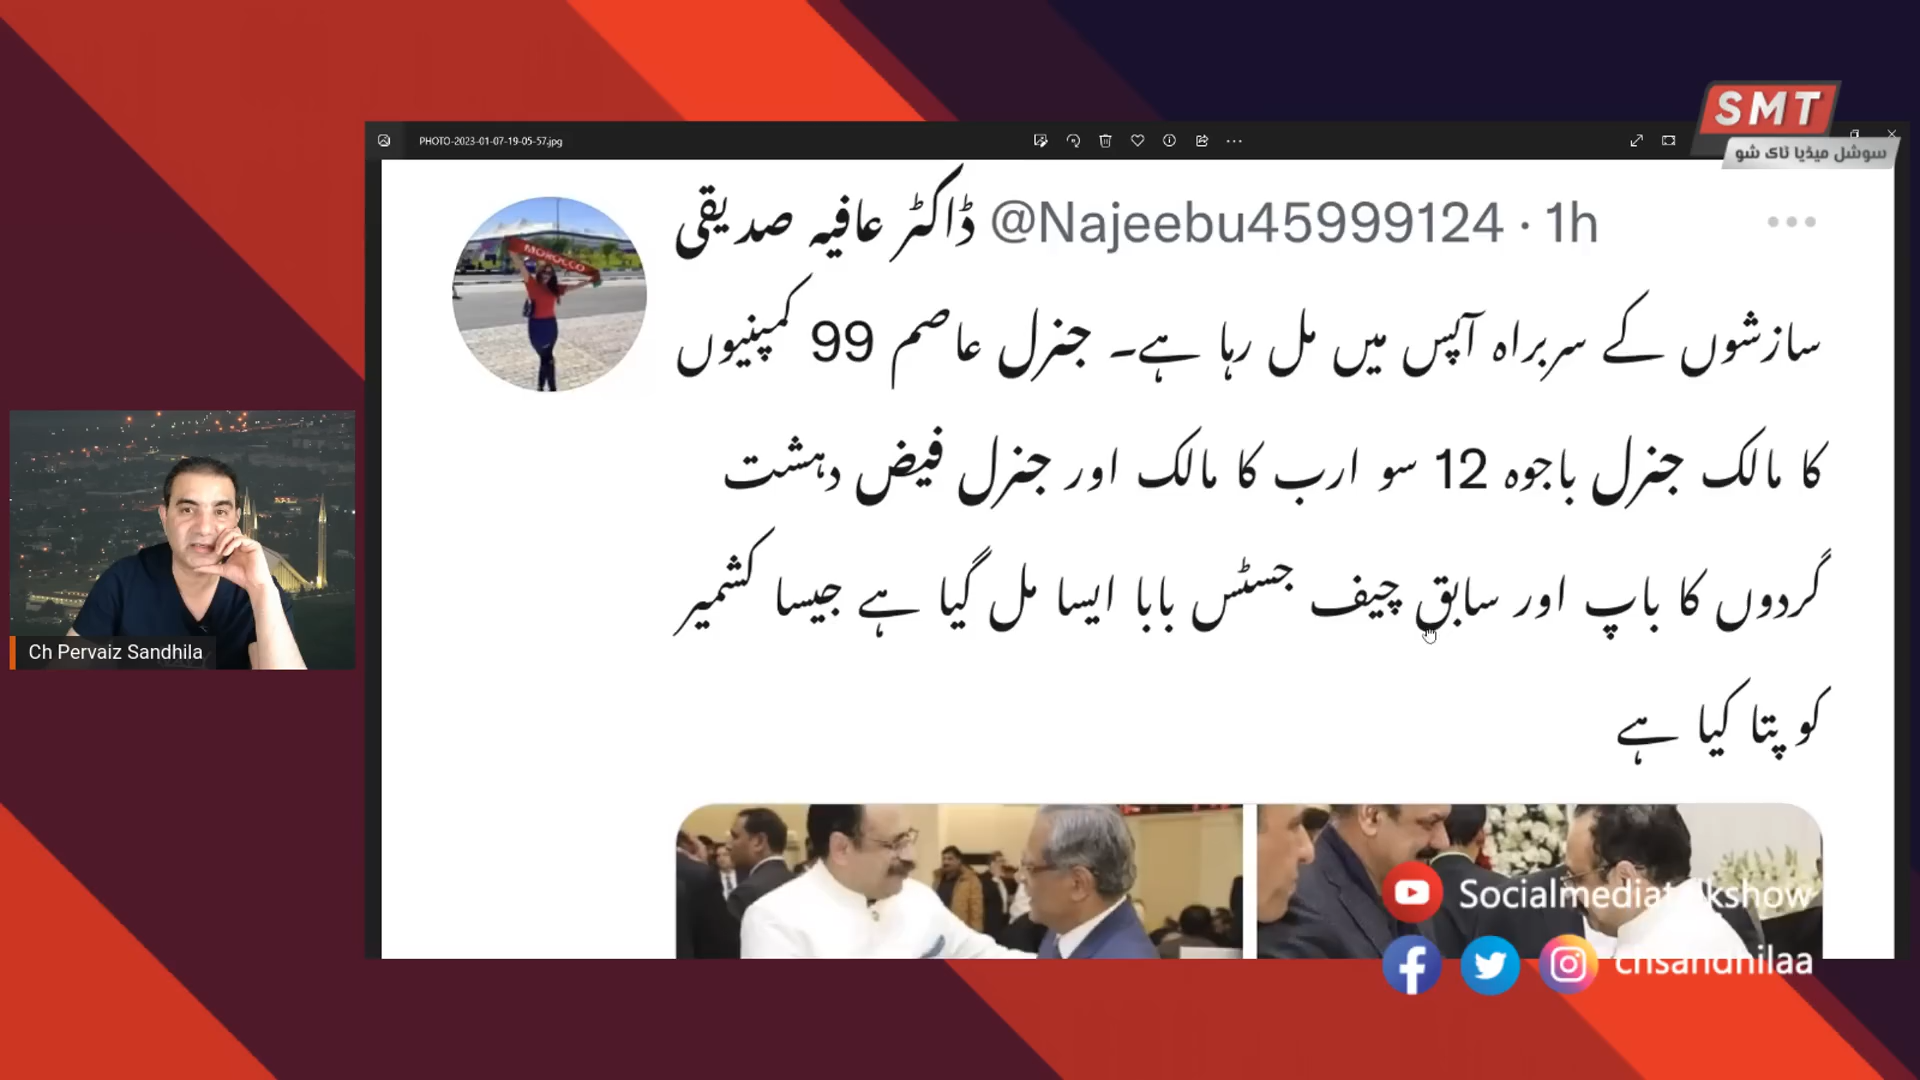 SMT
سوشل میڈیا ٹاک شو
PHOTO-2023-01-07-19-05-57.jpg
ڈاکٹر عافیہ صدیقی @Najeebu45999124 · 1h
MOROCCO
سازشوں کے سربراہ آپس میں مل رہا ہے۔ جنرل عاصم 99 کمپنیوں
کا مالک جنرل باجوہ 12 سو ارب کا مالک اور جنرل فیض دہشت
گردوں کا باپ اور سابق چیف جسٹس بابا ایسا مل گیا ہے جیسا کشمیر
کو پتا کیا ہے
Ch Pervaiz Sandhila
Socialmediatalkshow
chsandhilaa